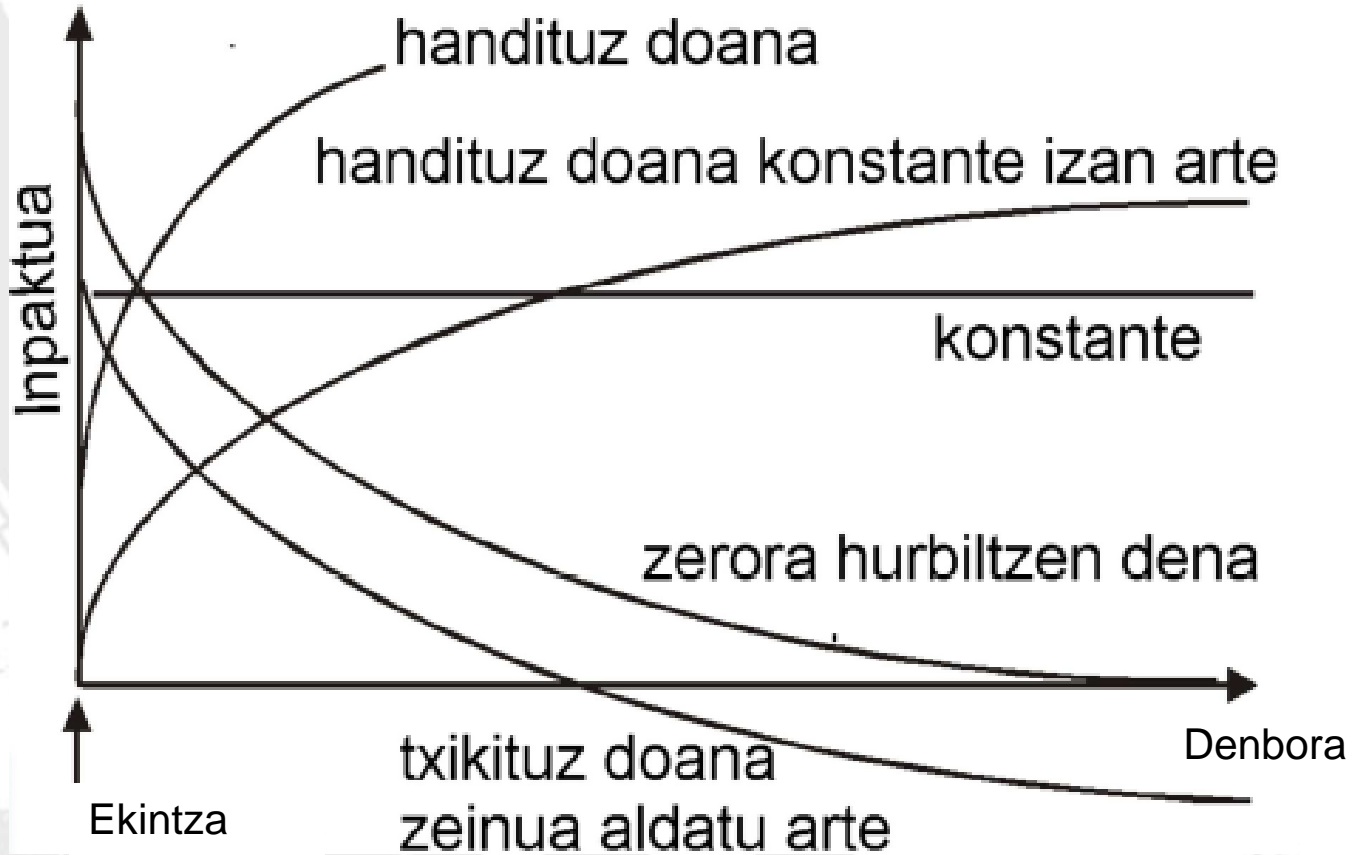 handituz doana
handituz doana konstante izan arte
Inpaktua
konstante
zerora hurbiltzen dena
Denbora
txikituz doana
zeinua aldatu arte
Ekintza